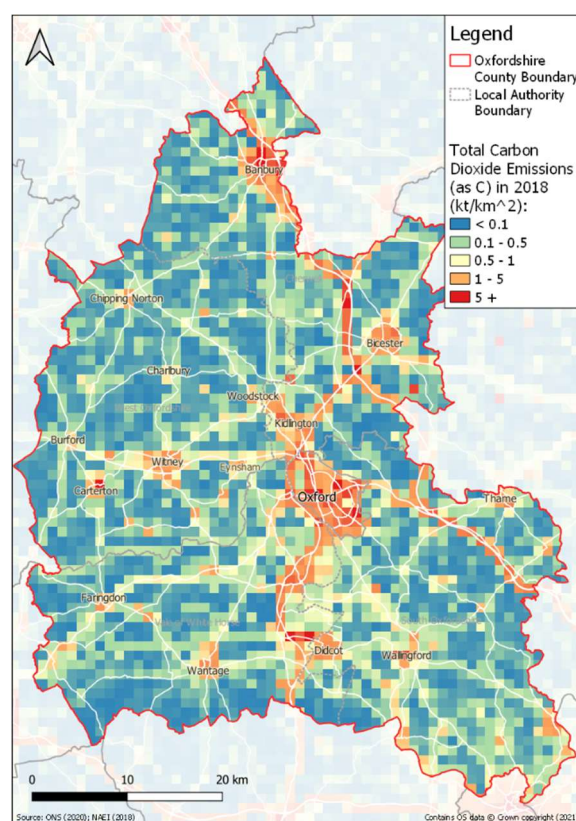 Legend
Oxfordshire
County Boundary
Local Authority
Boundary
Total Carbon
Dioxide Emissions
(as C) in 2018
(kt/km^2):
< 0.1
0.1 - 0.5
0.5 - 1
1 - 5
5 +
Banbury
Chipping Norton
Bicester
Charlbury
Woodstock
Kidlington
Burford
Witney
Eynsham
Carterton
Oxford
Thame
Faringdon
Didcot
Wallingford
Wantage
0 10 20 km
Source: ONS (2020); NAEI (2018)
Contains OS data © Crown copyright (2021